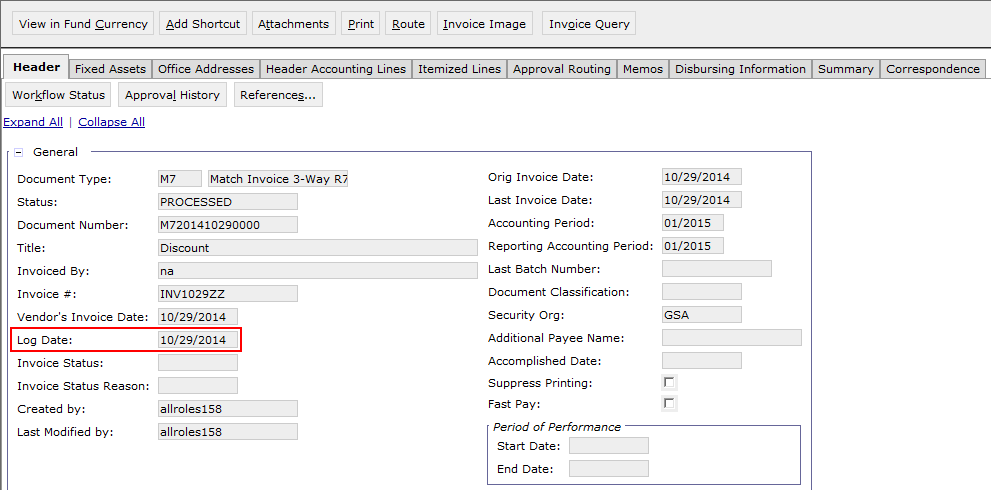 View in Fund Currency Add Shortcut Attachments Print Route Invoice Image Invoice Query
Header Fixed Assets Office Addresses Header Accounting Lines Itemized Lines Approval Routing Memos Disbursing Information Summary Correspondence
Workflow Status Approval History References...
Expand All | Collapse All
General
Document Type: M7 Match Invoice 3-Way R7
Status: PROCESSED
Document Number: M7201410290000
Title: Discount
Invoiced By: na
Invoice #: INV1029ZZ
Vendor's Invoice Date: 10/29/2014
Log Date: 10/29/2014
Invoice Status:
Invoice Status Reason:
Created by: allroles158
Last Modified by: allroles158
Orig Invoice Date: 10/29/2014
Last Invoice Date: 10/29/2014
Accounting Period: 01/2015
Reporting Accounting Period: 01/2015
Last Batch Number:
Document Classification:
Security Org: GSA
Additional Payee Name:
Accomplished Date:
Suppress Printing:
Fast Pay:
Period of Performance
Start Date:
End Date: